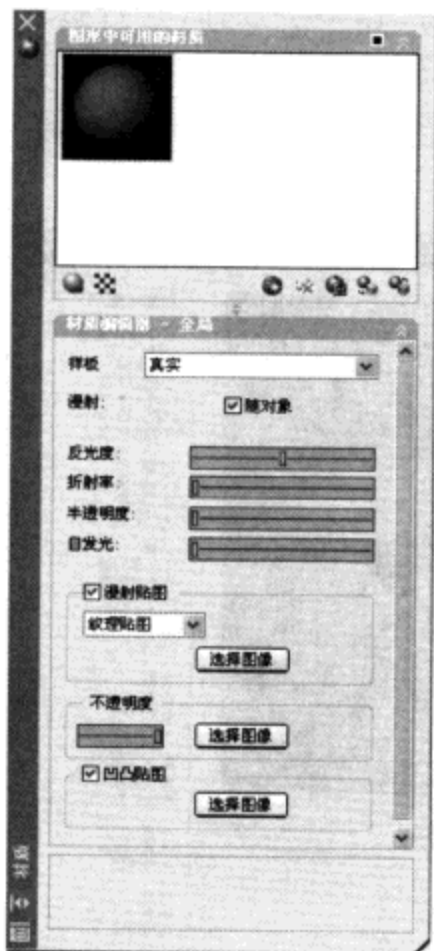 图形中可用的材质
材质编辑器 - 全局
样板 真实
漫射: 随对象
反光度:
折射率:
半透明度:
自发光:
漫射贴图
纹理贴图
选择图像
不透明度
选择图像
凹凸贴图
选择图像
材质